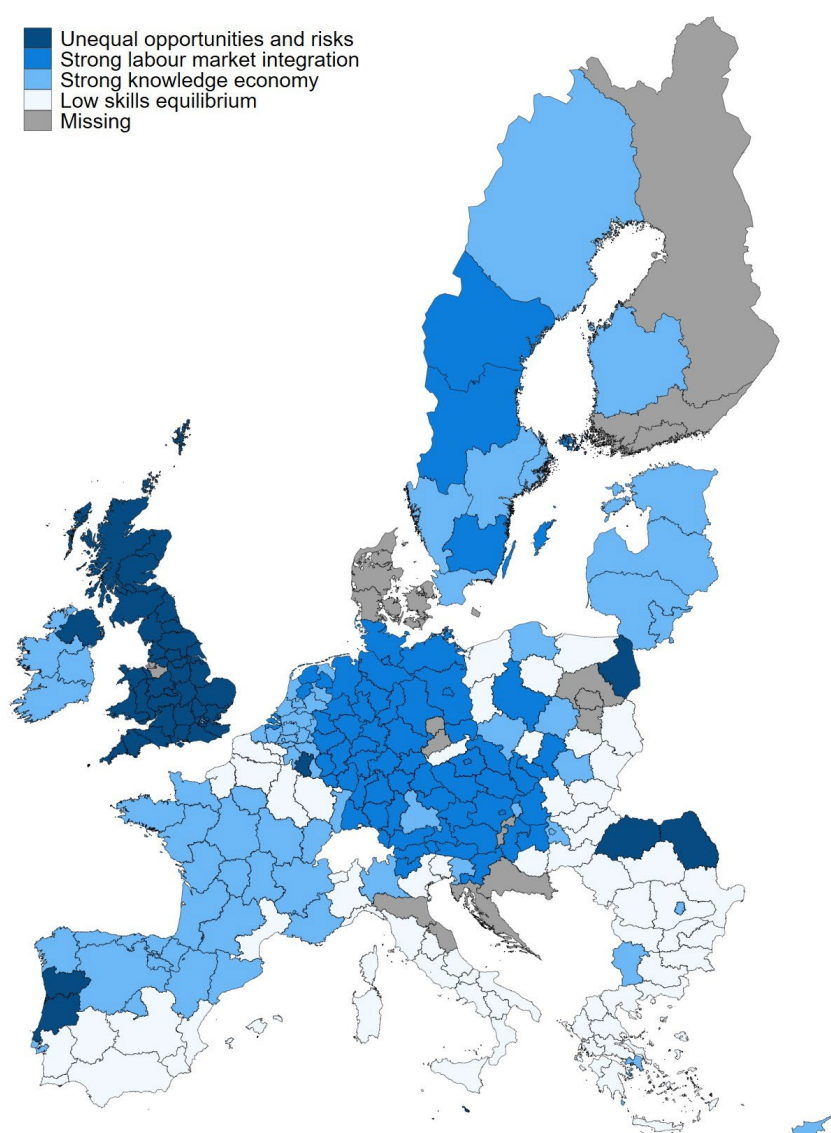 Unequal opportunities and risks
Strong labour market integration
Strong knowledge economy
Low skills equilibrium
Missing